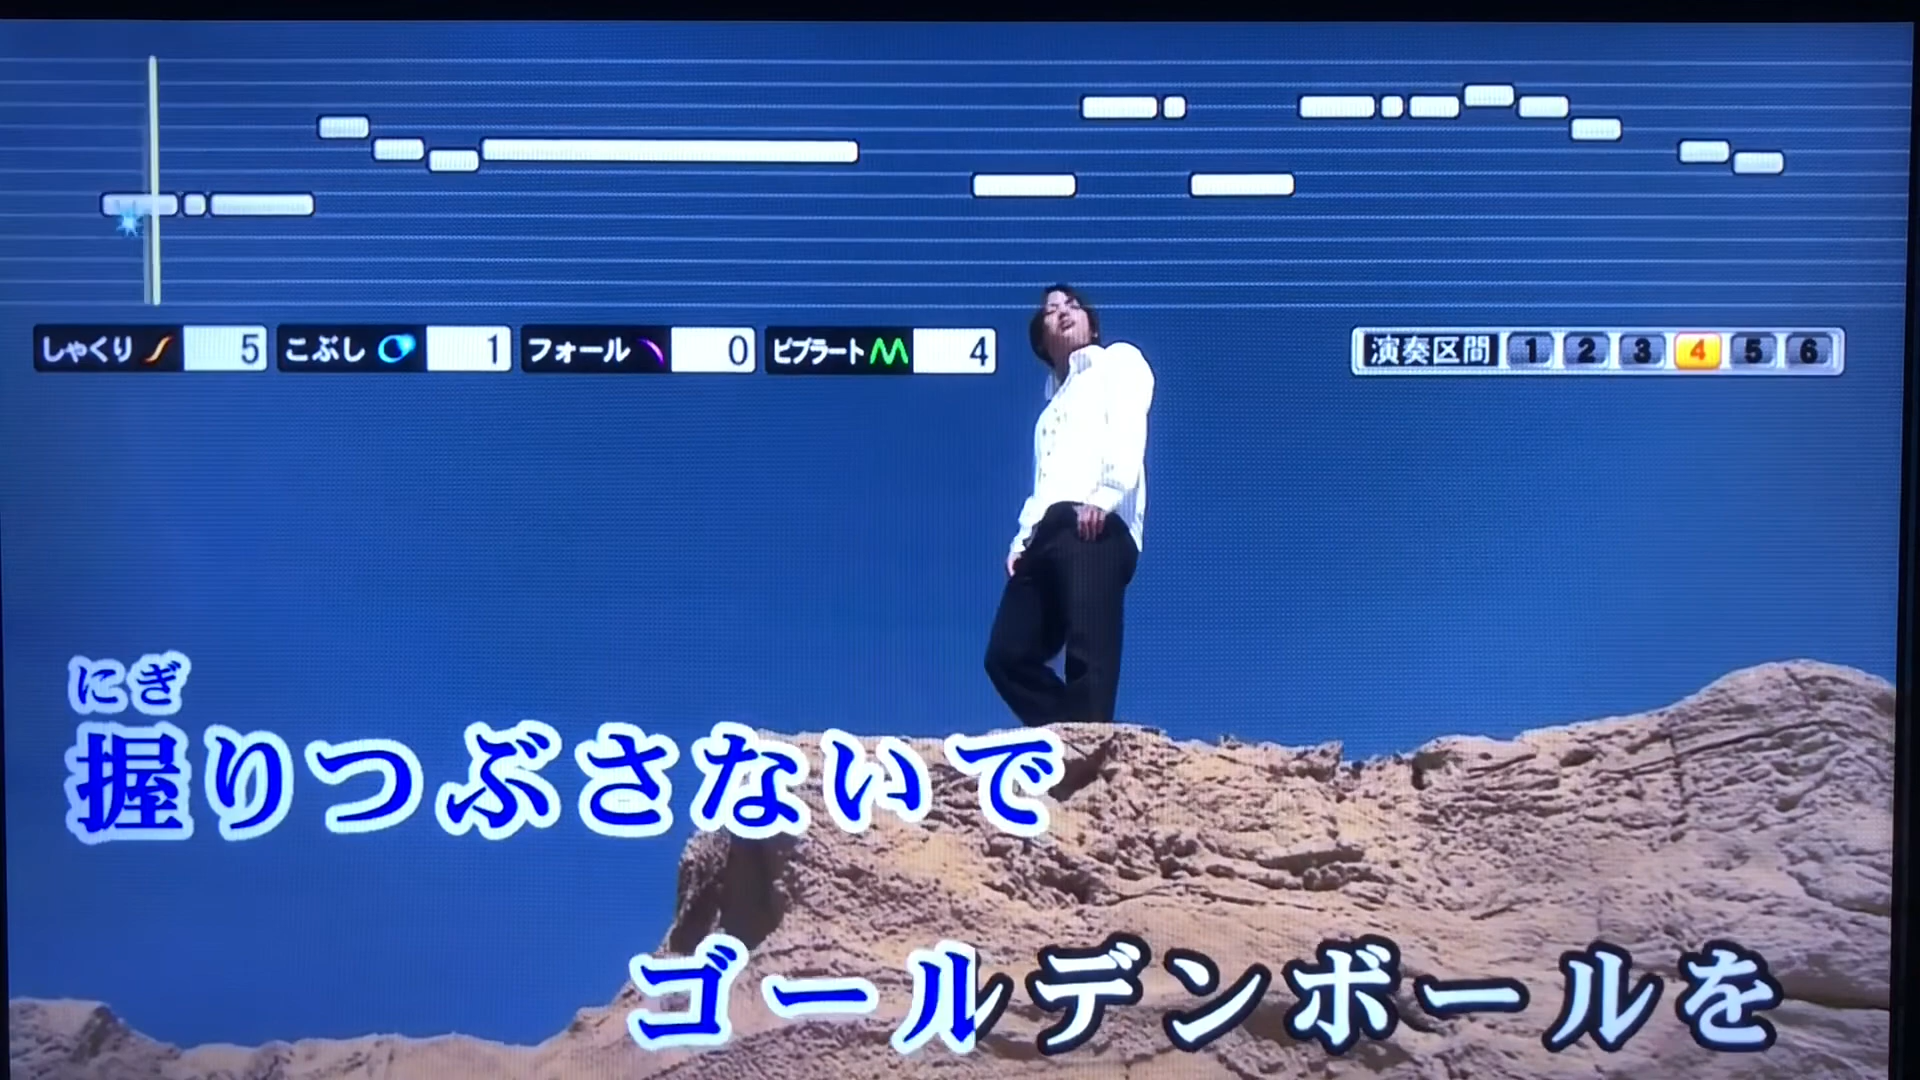 しゃくり 5 こぶし 1 フォール 0 ビブラート 4 演奏区間 1 2 3 4 5 6
にぎ
握りつぶさないで
ゴールデンボールを